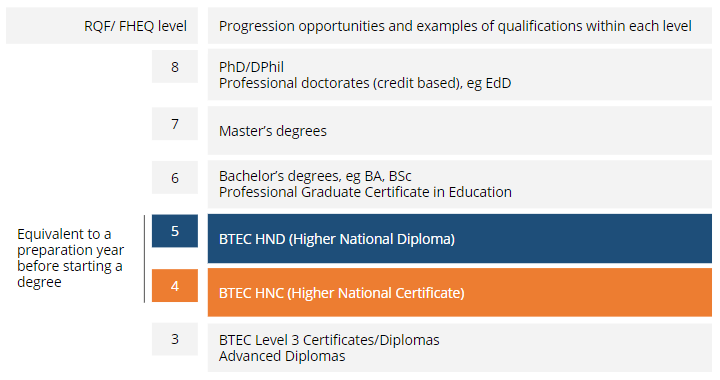 RQF/ FHEQ level
Progression opportunities and examples of qualifications within each level
8
PhD/DPhil
Professional doctorates (credit based), eg EdD
7
Master's degrees
6
Bachelor's degrees, eg BA, BSc
Professional Graduate Certificate in Education
Equivalent to a
preparation year
before starting a
degree
5
BTEC HND (Higher National Diploma)
4
BTEC HNC (Higher National Certificate)
3
BTEC Level 3 Certificates/Diplomas
Advanced Diplomas